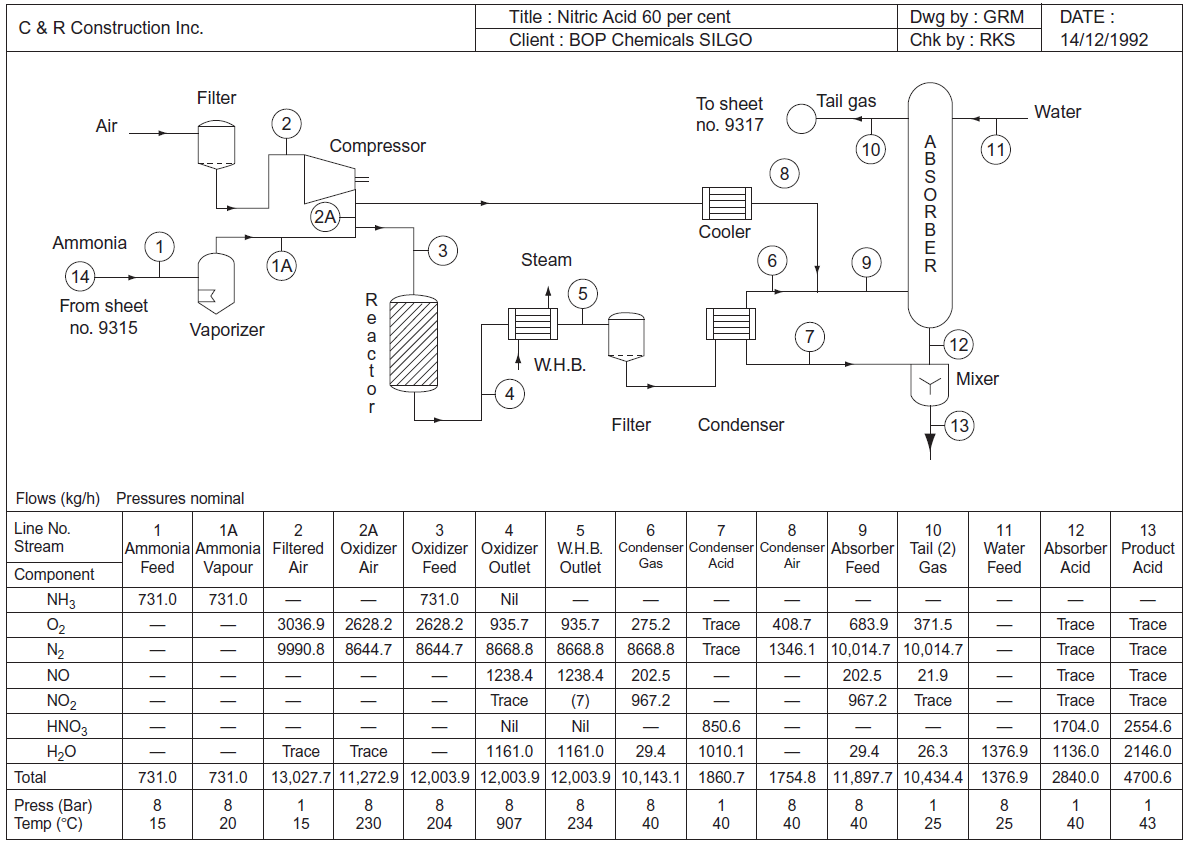 C & R Construction Inc.
Title : Nitric Acid 60 per cent
Dwg by : GRM
DATE :
Client : BOP Chemicals SILGO
Chk by : RKS
14/12/1992
Filter
Air
2
Compressor
To sheet
no. 9317
Tail gas
Water
10
11
ABSORBER
8
2A
Cooler
Ammonia
1
14
1A
From sheet
no. 9315
Vaporizer
3
Steam
5
6
9
Reactor
W.H.B.
4
7
12
Mixer
13
Filter
Condenser
Flows (kg/h) Pressures nominal
Line No. 1 1A 2 2A 3 4 5 6 7 8 9 10 11 12 13
Stream Ammonia Ammonia Filtered Oxidizer Oxidizer Oxidizer W.H.B. Condenser Condenser Condenser Absorber Tail (2) Water Absorber Product
Feed Vapour Air Air Feed Outlet Outlet Gas Acid Air Feed Gas Feed Acid Acid
Component
NH3 731.0 731.0 — — 731.0 Nil — — — — — — — — —
O2 — — 3036.9 2628.2 2628.2 935.7 935.7 275.2 Trace 408.7 683.9 371.5 — Trace Trace
N2 — — 9990.8 8644.7 8644.7 8668.8 8668.8 8668.8 Trace 1346.1 10,014.7 10,014.7 — Trace Trace
NO — — — — — 1238.4 1238.4 202.5 — — 202.5 21.9 — Trace Trace
NO2 — — — — — Trace (7) 967.2 — — 967.2 Trace — Trace Trace
HNO3 — — — — — Nil Nil — 850.6 — — — — 1704.0 2554.6
H2O — — Trace Trace — 1161.0 1161.0 29.4 1010.1 — 29.4 26.3 1376.9 1136.0 2146.0
Total 731.0 731.0 13,027.7 11,272.9 12,003.9 12,003.9 12,003.9 10,143.1 1860.7 1754.8 11,897.7 10,434.4 1376.9 2840.0 4700.6
Press (Bar) 8 8 1 8 8 8 8 8 1 8 8 1 8 1 1
Temp (°C) 15 20 15 230 204 907 234 40 40 40 40 25 25 40 43